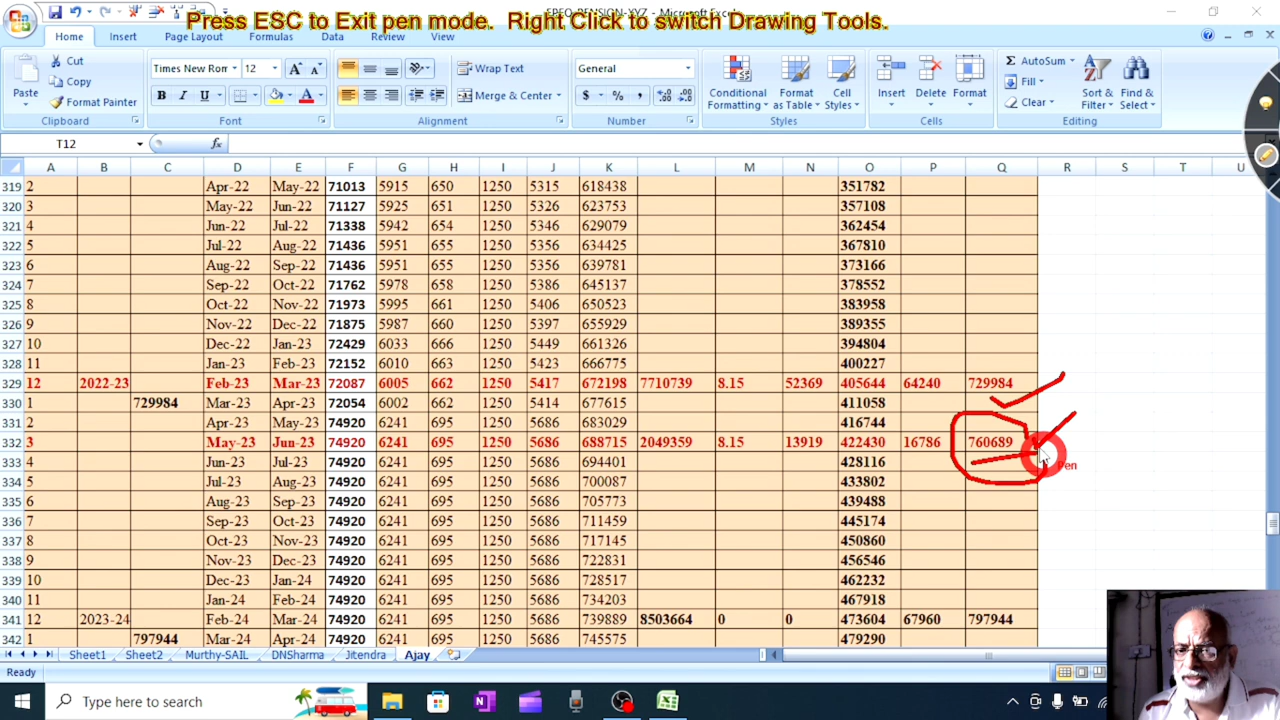 Press ESC to Exit pen mode. Right Click to switch Drawing Tools.
Home Insert Page Layout Formulas Data Review View
Paste Cut Copy Format Painter Clipboard
Times New Rom 12 B I U A Font
Wrap Text Merge & Center Alignment
General $ % , Number
Conditional Formatting Format as Table Cell Styles Styles
Insert Delete Format Cells
Σ AutoSum Fill Clear Sort & Filter Find & Select Editing
T12 fx
A B C D E F G H I J K L M N O P Q R S T U
319 2 Apr-22 May-22 71013 5915 650 1250 5315 618438 351782
320 3 May-22 Jun-22 71127 5925 651 1250 5326 623753 357108
321 4 Jun-22 Jul-22 71338 5942 654 1250 5346 629079 362454
322 5 Jul-22 Aug-22 71436 5951 655 1250 5356 634425 367810
323 6 Aug-22 Sep-22 71436 5951 655 1250 5356 639781 373166
324 7 Sep-22 Oct-22 71762 5978 658 1250 5386 645137 378552
325 8 Oct-22 Nov-22 71973 5995 661 1250 5406 650523 383958
326 9 Nov-22 Dec-22 71875 5987 660 1250 5397 655929 389355
327 10 Dec-22 Jan-23 72429 6033 666 1250 5449 661326 394804
328 11 Jan-23 Feb-23 72152 6010 663 1250 5423 666775 400227
329 12 2022-23 Feb-23 Mar-23 72087 6005 662 1250 5417 672198 7710739 8.15 52369 405644 64240 729984
330 1 729984 Mar-23 Apr-23 72054 6002 662 1250 5414 677615 411058
331 2 Apr-23 May-23 74920 6241 695 1250 5686 683029 416744
332 3 May-23 Jun-23 74920 6241 695 1250 5686 688715 2049359 8.15 13919 422430 16786 760689
Pen
333 4 Jun-23 Jul-23 74920 6241 695 1250 5686 694401 428116
334 5 Jul-23 Aug-23 74920 6241 695 1250 5686 700087 433802
335 6 Aug-23 Sep-23 74920 6241 695 1250 5686 705773 439488
336 7 Sep-23 Oct-23 74920 6241 695 1250 5686 711459 445174
337 8 Oct-23 Nov-23 74920 6241 695 1250 5686 717145 450860
338 9 Nov-23 Dec-23 74920 6241 695 1250 5686 722831 456546
339 10 Dec-23 Jan-24 74920 6241 695 1250 5686 728517 462232
340 11 Jan-24 Feb-24 74920 6241 695 1250 5686 734203 467918
341 12 2023-24 Feb-24 Mar-24 74920 6241 695 1250 5686 739889 8503664 0 0 473604 67960 797944
342 1 797944 Mar-24 Apr-24 74920 6241 695 1250 5686 745575 479290
Sheet1 Sheet2 Murthy-SAIL DNSharma Jitendra Ajay
Ready
Type here to search